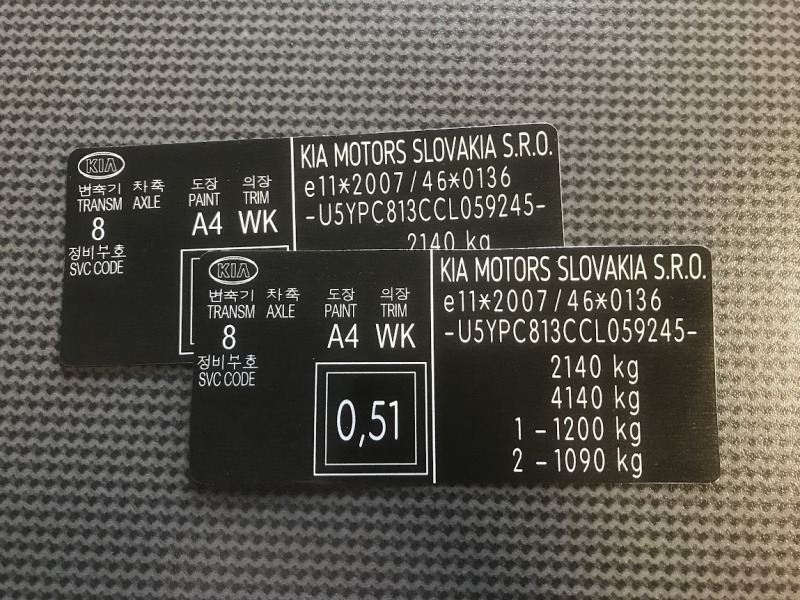 KIA
KIA MOTORS SLOVAKIA S.R.O.
변축기 차축 도장 의장
TRANSM AXLE PAINT TRIM
e11*2007/46*0136
8 A4 WK
-U5YPC813CCL059245-
정비부호
SVC CODE
2140 kg
KIA
KIA MOTORS SLOVAKIA S.R.O.
변축기 차축 도장 의장
TRANSM AXLE PAINT TRIM
e11*2007/46*0136
8 A4 WK
-U5YPC813CCL059245-
정비부호
SVC CODE
0,51
2140 kg
4140 kg
1 - 1200 kg
2 - 1090 kg